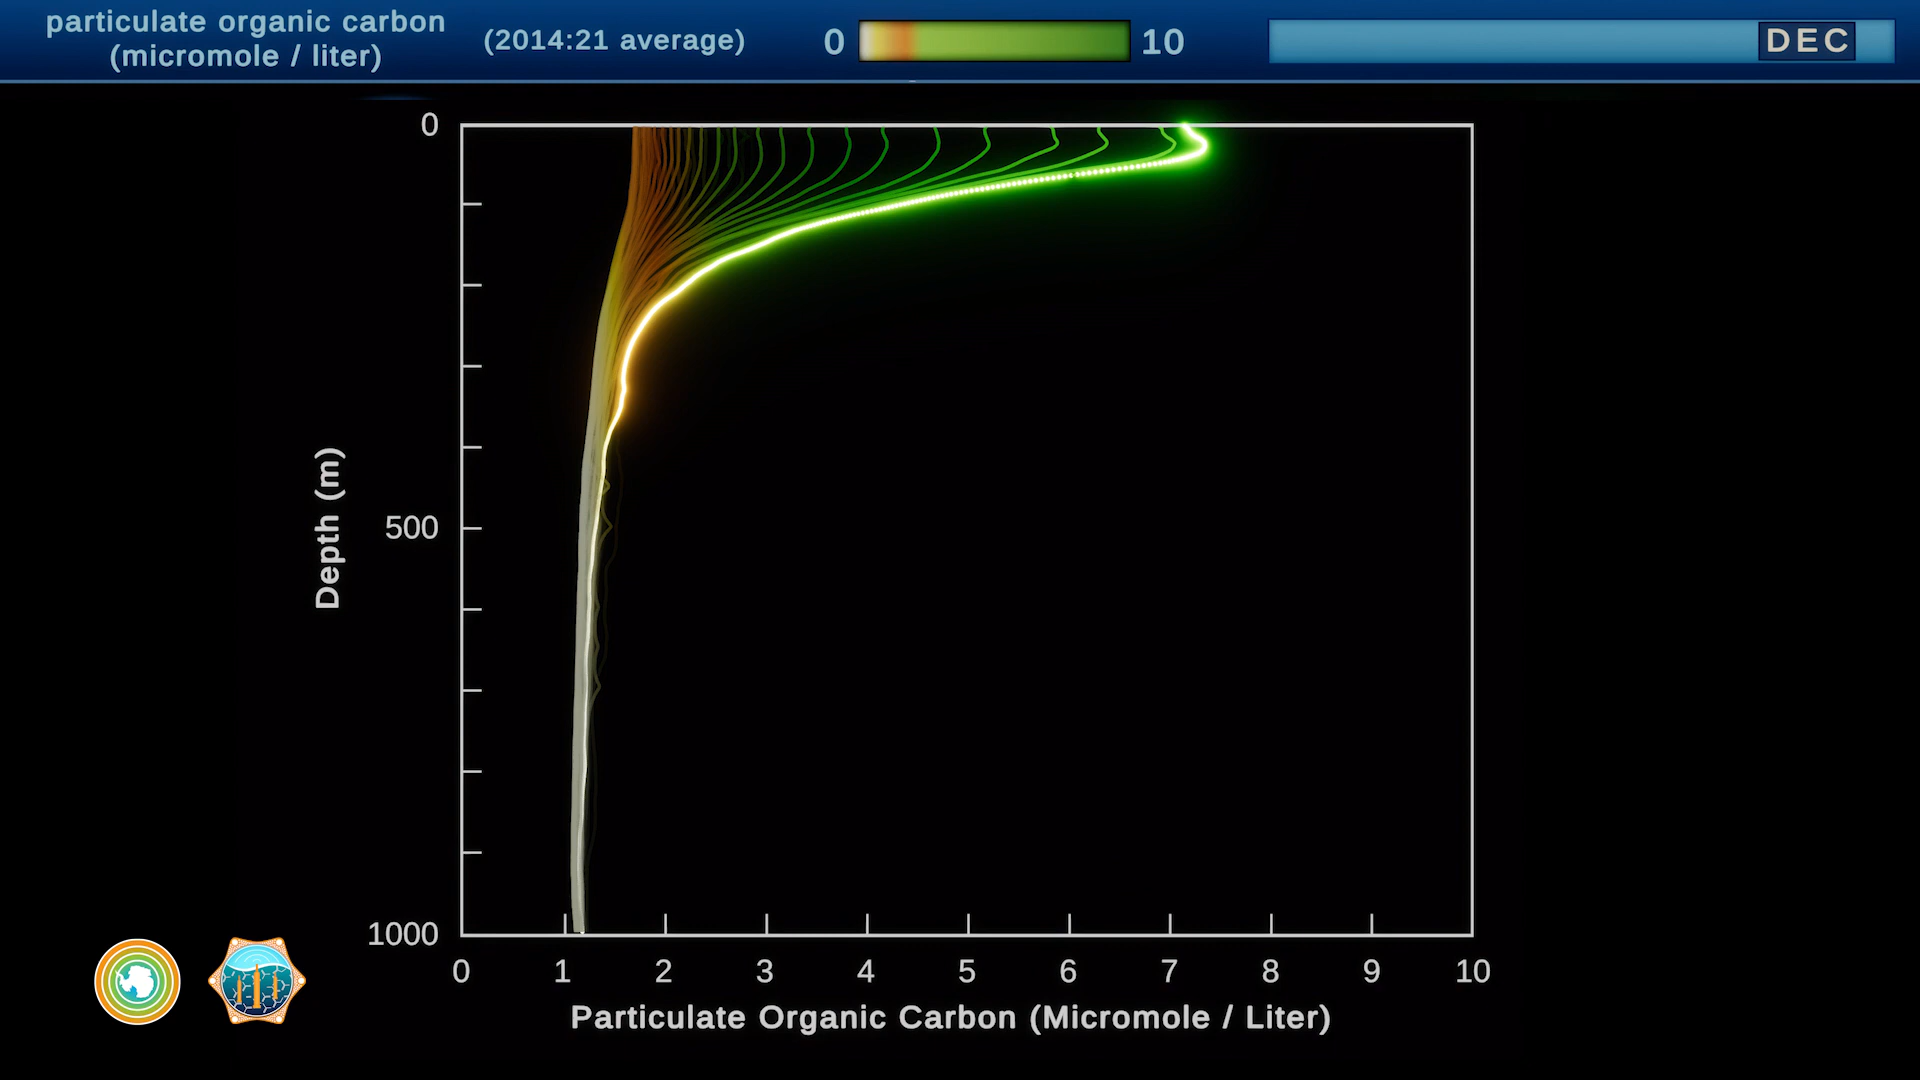 particulate organic carbon
(micromole / liter)
(2014:21 average)
0
10
DEC
0
500
1000
Depth (m)
0 1 2 3 4 5 6 7 8 9 10
Particulate Organic Carbon (Micromole / Liter)